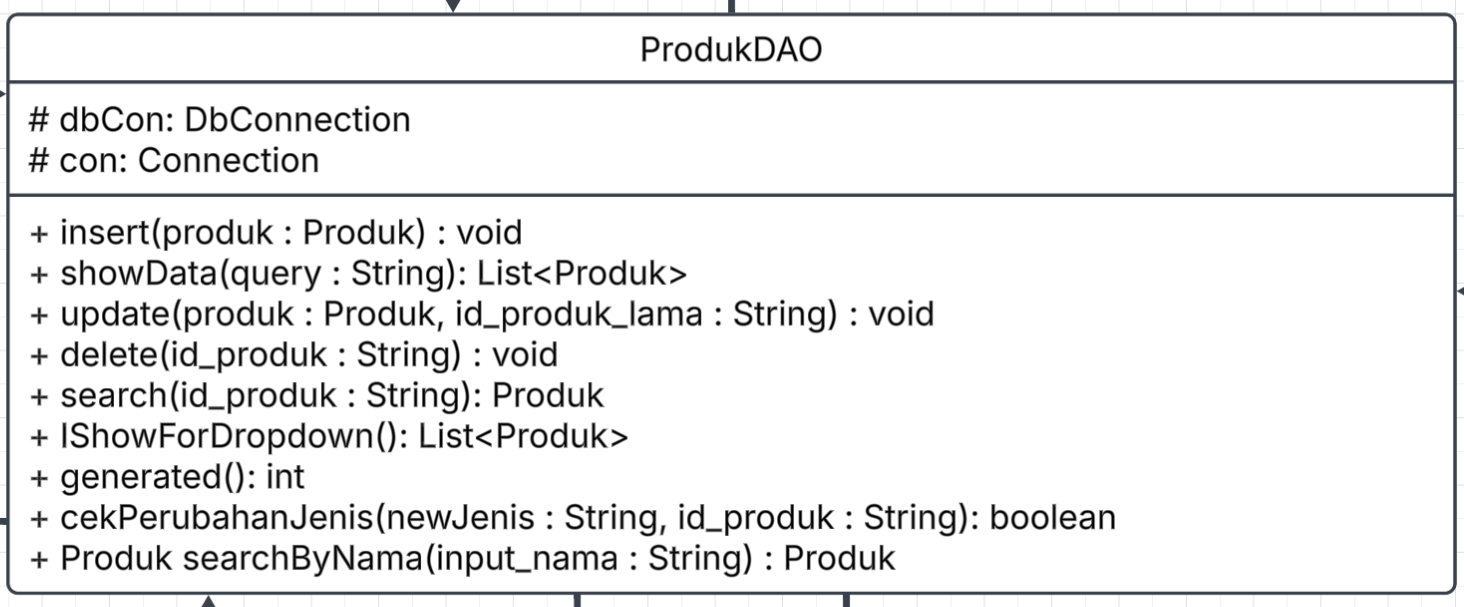 ProdukDAO
# dbCon: DbConnection
# con: Connection
+ insert(produk : Produk) : void
+ showData(query : String): List<Produk>
+ update(produk : Produk, id_produk_lama : String) : void
+ delete(id_produk : String) : void
+ search(id_produk : String): Produk
+ IShowForDropdown(): List<Produk>
+ generated(): int
+ cekPerubahanJenis(newJenis : String, id_produk : String): boolean
+ Produk searchByNama(input_nama : String) : Produk